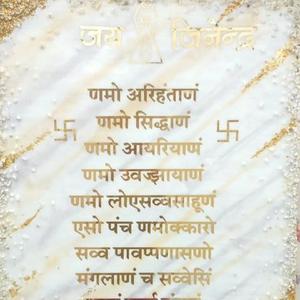 जय जिनेन्द्र
णमो अरिहंताणं
णमो सिद्धाणं
णमो आयरियाणं
णमो उवज्झायाणं
णमो लोएसव्वसाहूणं
एसो पंच णमोक्कारो
सव्व पावप्पणासणो
मंगलाणं च सव्वेसिं